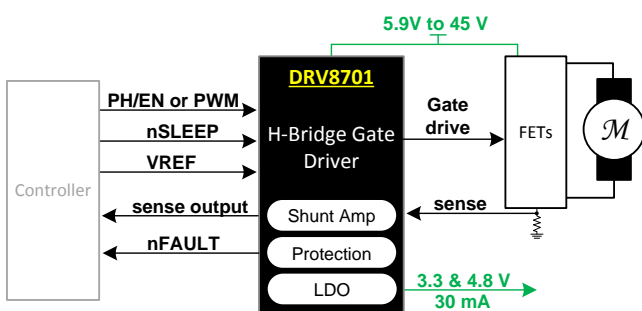 5.9V to 45 V
DRV8701
H-Bridge Gate
Driver
Shunt Amp
Protection
LDO
Controller
PH/EN or PWM
nSLEEP
VREF
sense output
nFAULT
Gate
drive
sense
FETs
M
3.3 & 4.8 V
30 mA